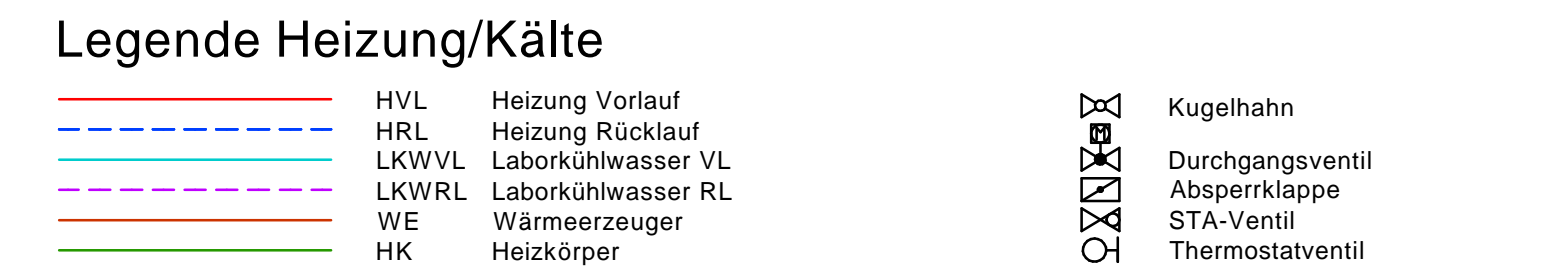 Legende Heizung/Kälte
HVL Heizung Vorlauf
HRL Heizung Rücklauf
LKWVL Laborkühlwasser VL
LKWRL Laborkühlwasser RL
WE Wärmeerzeuger
HK Heizkörper
Kugelhahn
M
Durchgangsventil
Absperrklappe
STA-Ventil
Thermostatventil